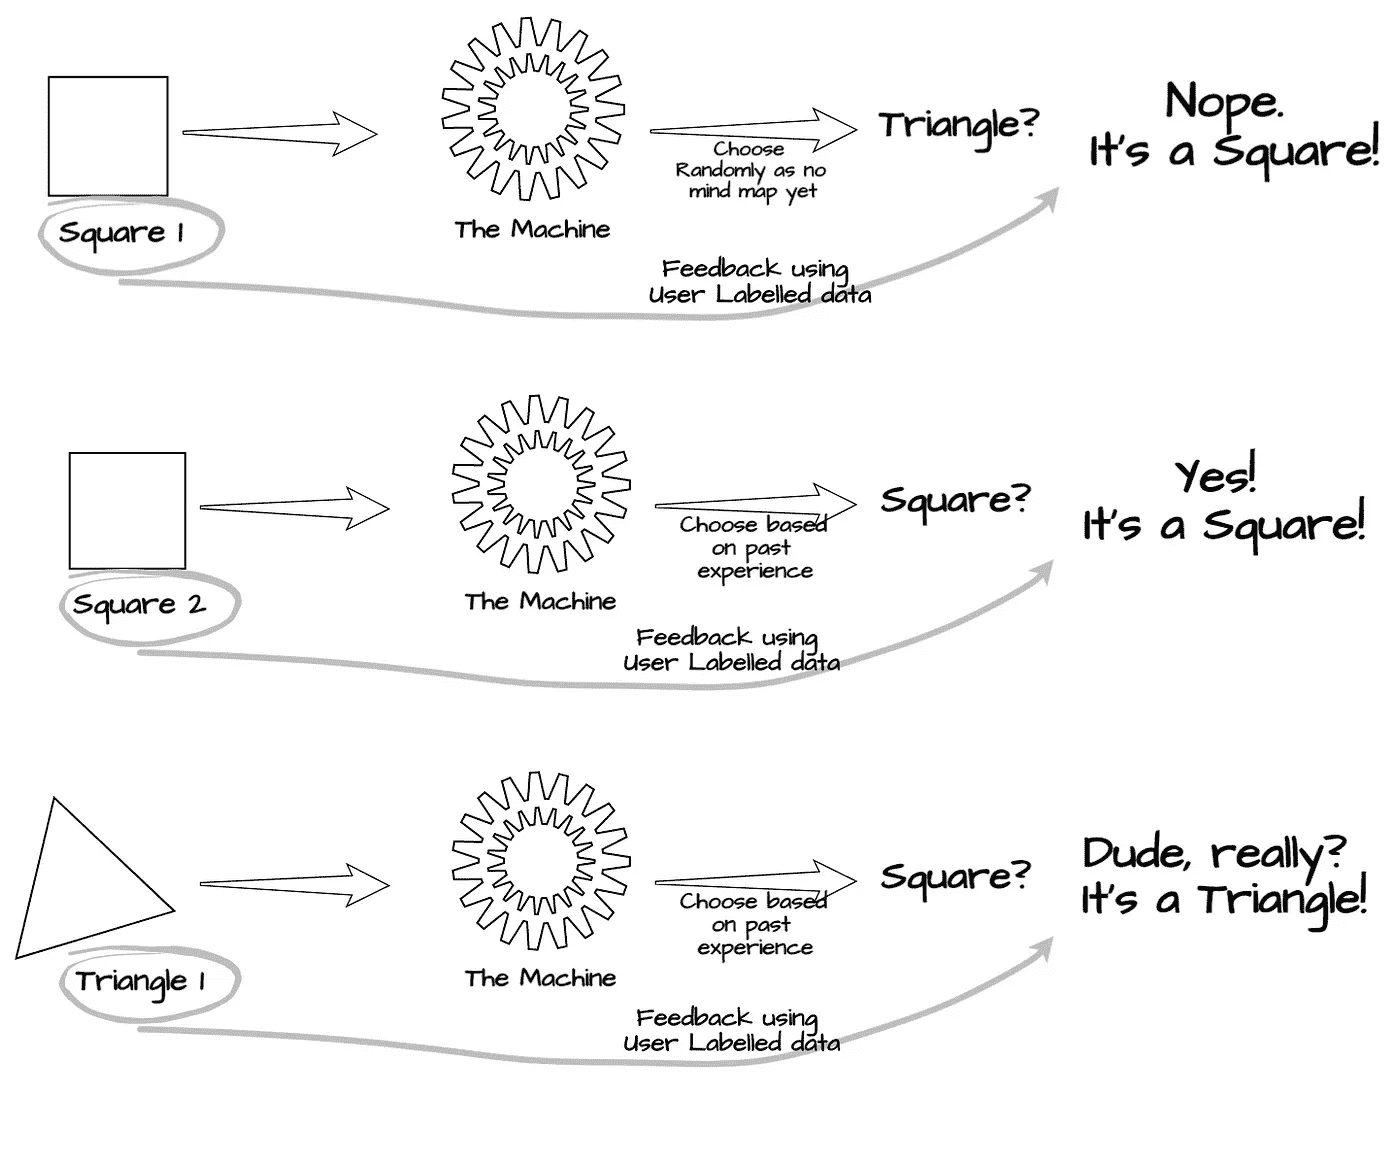 Square 1
The Machine
Choose
Randomly as no
mind map yet
Triangle?
Nope.
It's a Square!
Feedback using
User Labelled data
Square 2
The Machine
Choose based
on past
experience
Square?
Yes!
It's a Square!
Feedback using
User Labelled data
Triangle 1
The Machine
Choose based
on past
experience
Square?
Dude, really?
It's a Triangle!
Feedback using
User Labelled data